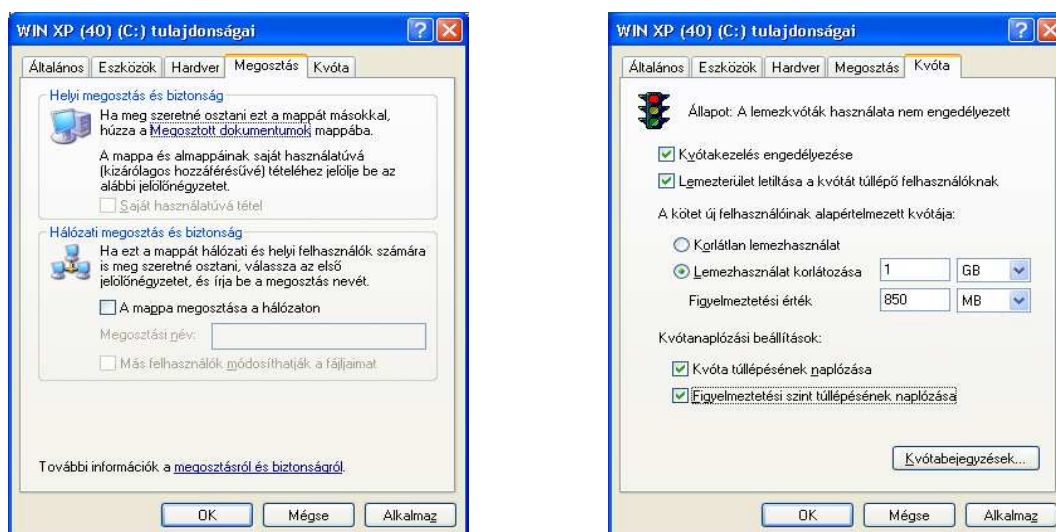 WIN XP (40) (C:) tulajdonságai
Általános Eszközök Hardver Megosztás Kvóta
Helyi megosztás és biztonság
Ha meg szeretné osztani ezt a mappát másokkal,
húzza a Megosztott dokumentumok mappába.
A mappa és almappáinak saját használatúvá
(kizárólagos hozzáférésűvé) tételéhez jelölje be az
alábbi jelölőnégyzetet.
Saját használatúvá tétel
Hálózati megosztás és biztonság
Ha ezt a mappát hálózati és helyi felhasználók számára
is meg szeretné osztani, válassza az első
jelölőnégyzetet, és írja be a megosztás nevét.
A mappa megosztása a hálózaton
Megosztási név:
Más felhasználók módosíthatják a fájljaimat
További információk a megosztásról és biztonságról.
OK Mégse Alkalmaz
WIN XP (40) (C:) tulajdonságai
Általános Eszközök Hardver Megosztás Kvóta
Állapot: A lemezkvóták használata nem engedélyezett
Kvótakezelés engedélyezése
Lemezterület letiltása a kvótát túllépő felhasználóknak
A kötet új felhasználóinak alapértelmezett kvótája:
Korlátlan lemezhasználat
Lemezhasználat korlátozása 1 GB
Figyelmeztetési érték 850 MB
Kvótanaplózási beállítások:
Kvóta túllépésének naplózása
Figyelmeztetési szint túllépésének naplózása
Kvótabejegyzések...
OK Mégse Alkalmaz